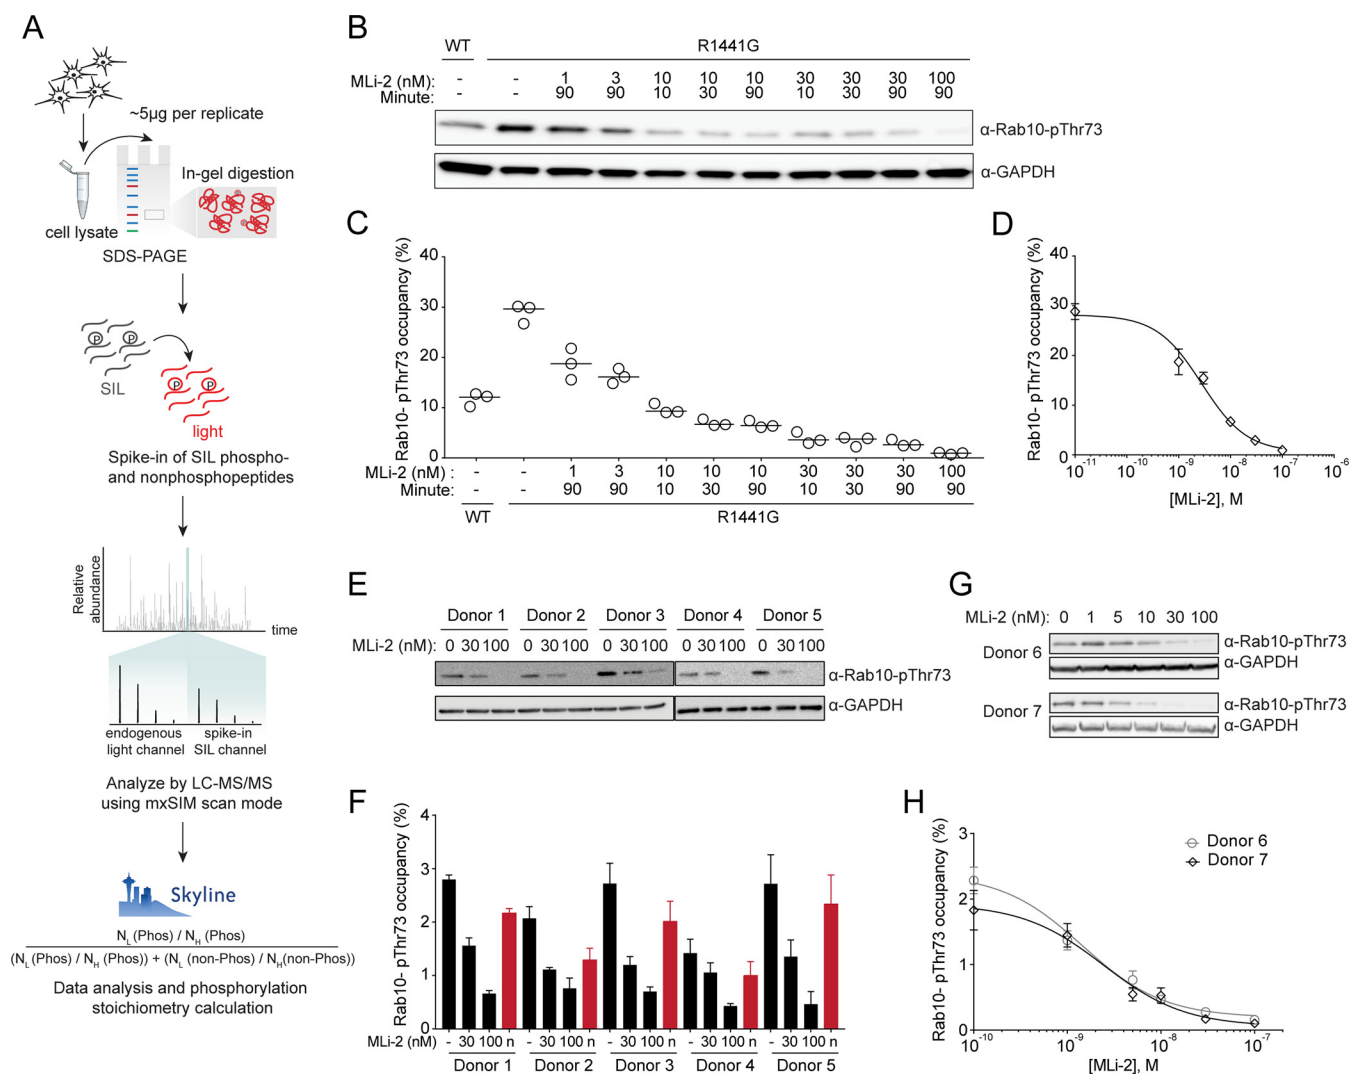 A
~5µg per replicate
In-gel digestion
cell lysate
SDS-PAGE
P P
SIL
P P
light
Spike-in of SIL phospho-
and nonphosphopeptides
Relative
abundance
time
endogenous
light channel
spike-in
SIL channel
Analyze by LC-MS/MS
using mxSIM scan mode
Skyline
N_L (Phos) / N_H (Phos)
(N_L (Phos) / N_H (Phos)) + (N_L (non-Phos) / N_H(non-Phos))
Data analysis and phosphorylation
stoichiometry calculation
B
WT R1441G
MLi-2 (nM): - - 1 3 10 10 10 30 30 30 100
Minute: - - 90 90 10 30 90 10 30 90 90
α-Rab10-pThr73
α-GAPDH
C
Rab10- pThr73 occupancy (%)
40
30
20
10
0
MLi-2 (nM) : - - 1 3 10 10 10 30 30 30 100
Minute: - - 90 90 10 30 90 10 30 90 90
WT R1441G
D
Rab10- pThr73 occupancy (%)
40
30
20
10
0
10-11 10-10 10-9 10-8 10-7 10-6
[MLi-2], M
E
Donor 1 Donor 2 Donor 3 Donor 4 Donor 5
MLi-2 (nM): 0 30 100 0 30 100 0 30 100 0 30 100 0 30 100
α-Rab10-pThr73
α-GAPDH
F
Rab10- pThr73 occupancy (%)
4
3
2
1
0
MLi-2 (nM) - 30 100 n - 30 100 n - 30 100 n - 30 100 n - 30 100 n
Donor 1 Donor 2 Donor 3 Donor 4 Donor 5
G
MLi-2 (nM): 0 1 5 10 30 100
Donor 6
α-Rab10-pThr73
α-GAPDH
Donor 7
α-Rab10-pThr73
α-GAPDH
H
Rab10- pThr73 occupancy (%)
3
2
1
0
Donor 6
Donor 7
10-10 10-9 10-8 10-7
[MLi-2], M